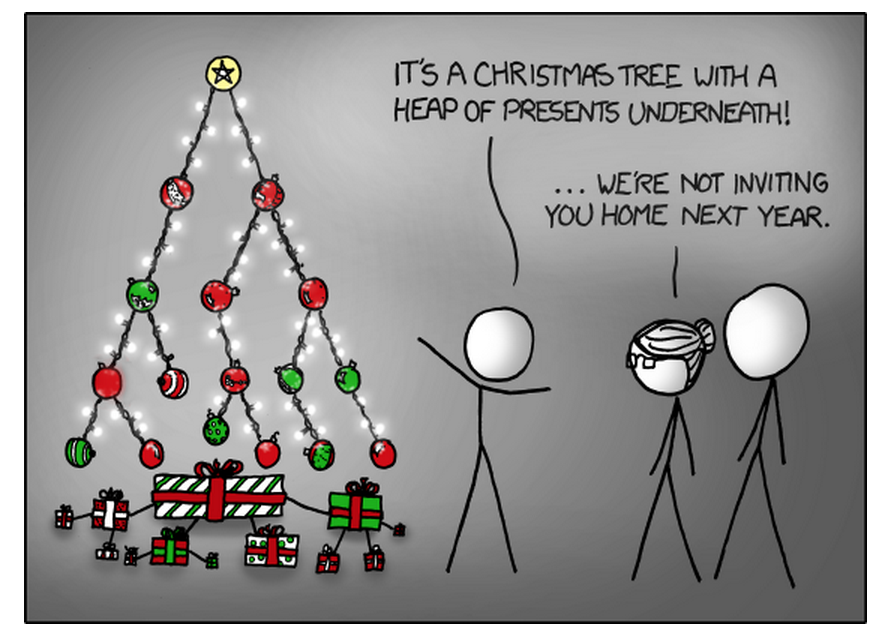 IT'S A CHRISTMAS TREE WITH A
HEAP OF PRESENTS UNDERNEATH!
... WE'RE NOT INVITING
YOU HOME NEXT YEAR.